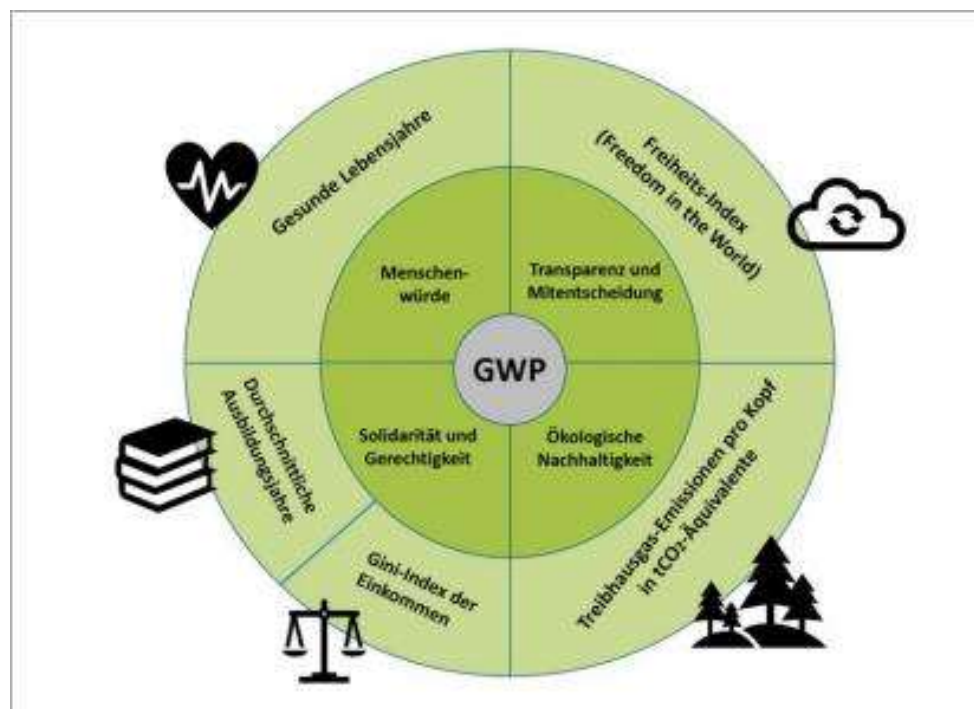 Gesunde Lebensjahre
Freiheits-Index
(Freedom in the World)
Menschen-
würde
Transparenz und
Mitentscheidung
GWP
Solidarität und
Gerechtigkeit
Ökologische
Nachhaltigkeit
Durchschnittliche
Ausbildungsjahre
Gini-Index der
Einkommen
Treibhausgas-Emissionen pro Kopf
in tCO₂-Äquivalente